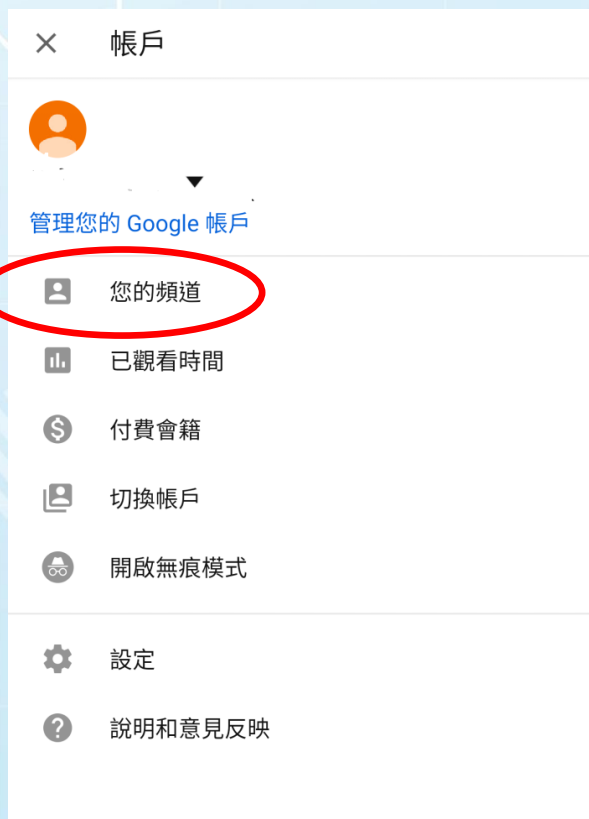 帳戶
管理您的 Google 帳戶
您的頻道
已觀看時間
付費會籍
切換帳戶
開啟無痕模式
設定
說明和意見反映